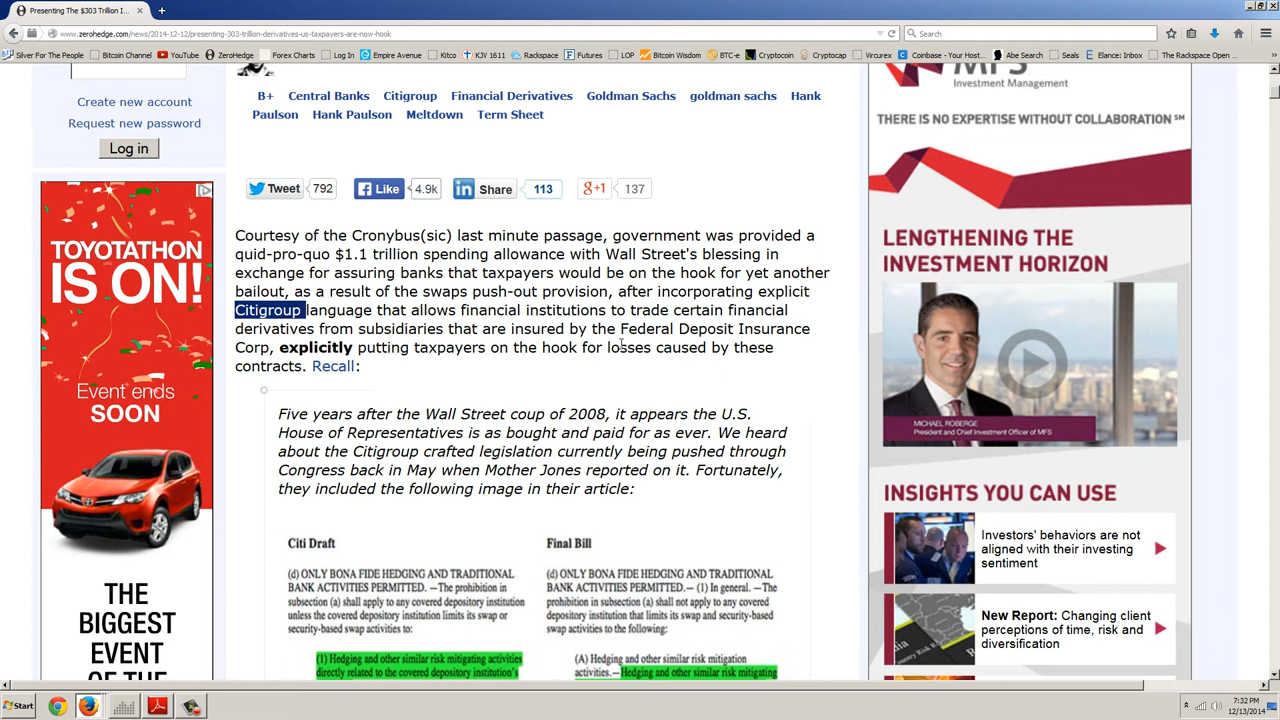 Presenting The $303 Trillion I...
www.zerohedge.com/news/2014-12-12/presenting-303-trillion-derivatives-us-taxpayers-are-now-hook
Search
Silver For The People Bitcoin Channel YouTube ZeroHedge Forex Charts Log In Empire Avenue Kitco KJV 1611 Rackspace Futures LOP Bitcoin Wisdom BTC-e Cryptocoin Cryptocap Vircurex Coinbase - Your Host... Abe Search Seals Elance: Inbox The Rackspace Open ...
Create new account
Request new password
Log in
TOYOTATHON
IS ON!
Event ends
SOON
THE
BIGGEST
EVENT
OF THE
B+ Central Banks Citigroup Financial Derivatives Goldman Sachs goldman sachs Hank
Paulson Hank Paulson Meltdown Term Sheet
Tweet 792 Like 4.9k Share 113 +1 137
Courtesy of the Cronybus(sic) last minute passage, government was provided a
quid-pro-quo $1.1 trillion spending allowance with Wall Street's blessing in
exchange for assuring banks that taxpayers would be on the hook for yet another
bailout, as a result of the swaps push-out provision, after incorporating explicit
Citigroup language that allows financial institutions to trade certain financial
derivatives from subsidiaries that are insured by the Federal Deposit Insurance
Corp, explicitly putting taxpayers on the hook for losses caused by these
contracts. Recall:
Five years after the Wall Street coup of 2008, it appears the U.S.
House of Representatives is as bought and paid for as ever. We heard
about the Citigroup crafted legislation currently being pushed through
Congress back in May when Mother Jones reported on it. Fortunately,
they included the following image in their article:
Citi Draft
(d) ONLY BONA FIDE HEDGING AND TRADITIONAL
BANK ACTIVITIES PERMITTED.—The prohibition in
subsection (a) shall apply to any covered depository institution
unless the covered depository institution limits its swap or
security-based swap activities to:
(1) Hedging and other similar risk mitigating activities
directly related to the covered depository institution's
Final Bill
(d) ONLY BONA FIDE HEDGING AND TRADITIONAL
BANK ACTIVITIES PERMITTED.— (1) In general. —The
prohibition in subsection (a) shall not apply to any covered
depository institution that limits its swap and security-based
swap activities to the following:
(A) Hedging and other similar risk mitigation
activities.—Hedging and other similar risk mitigating
MFS
Investment Management
THERE IS NO EXPERTISE WITHOUT COLLABORATION SM
LENGTHENING THE
INVESTMENT HORIZON
MICHAEL ROBERGE
President and Chief Investment Officer of MFS
INSIGHTS YOU CAN USE
Investors' behaviors are not
aligned with their investing
sentiment
New Report: Changing client
perceptions of time, risk and
diversification
Start
7:32 PM
12/13/2014